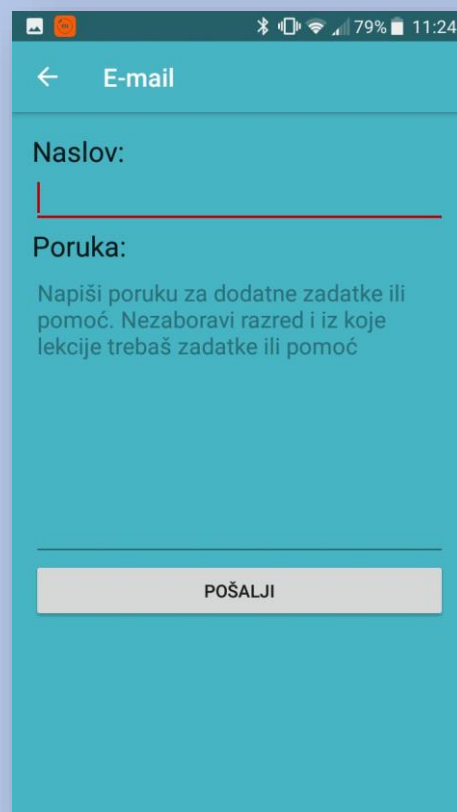 79% 11:24
E-mail
Naslov:
Poruka:
Napiši poruku za dodatne zadatke ili
pomoć. Nezaboravi razred i iz koje
lekcije trebaš zadatke ili pomoć
POŠALJI